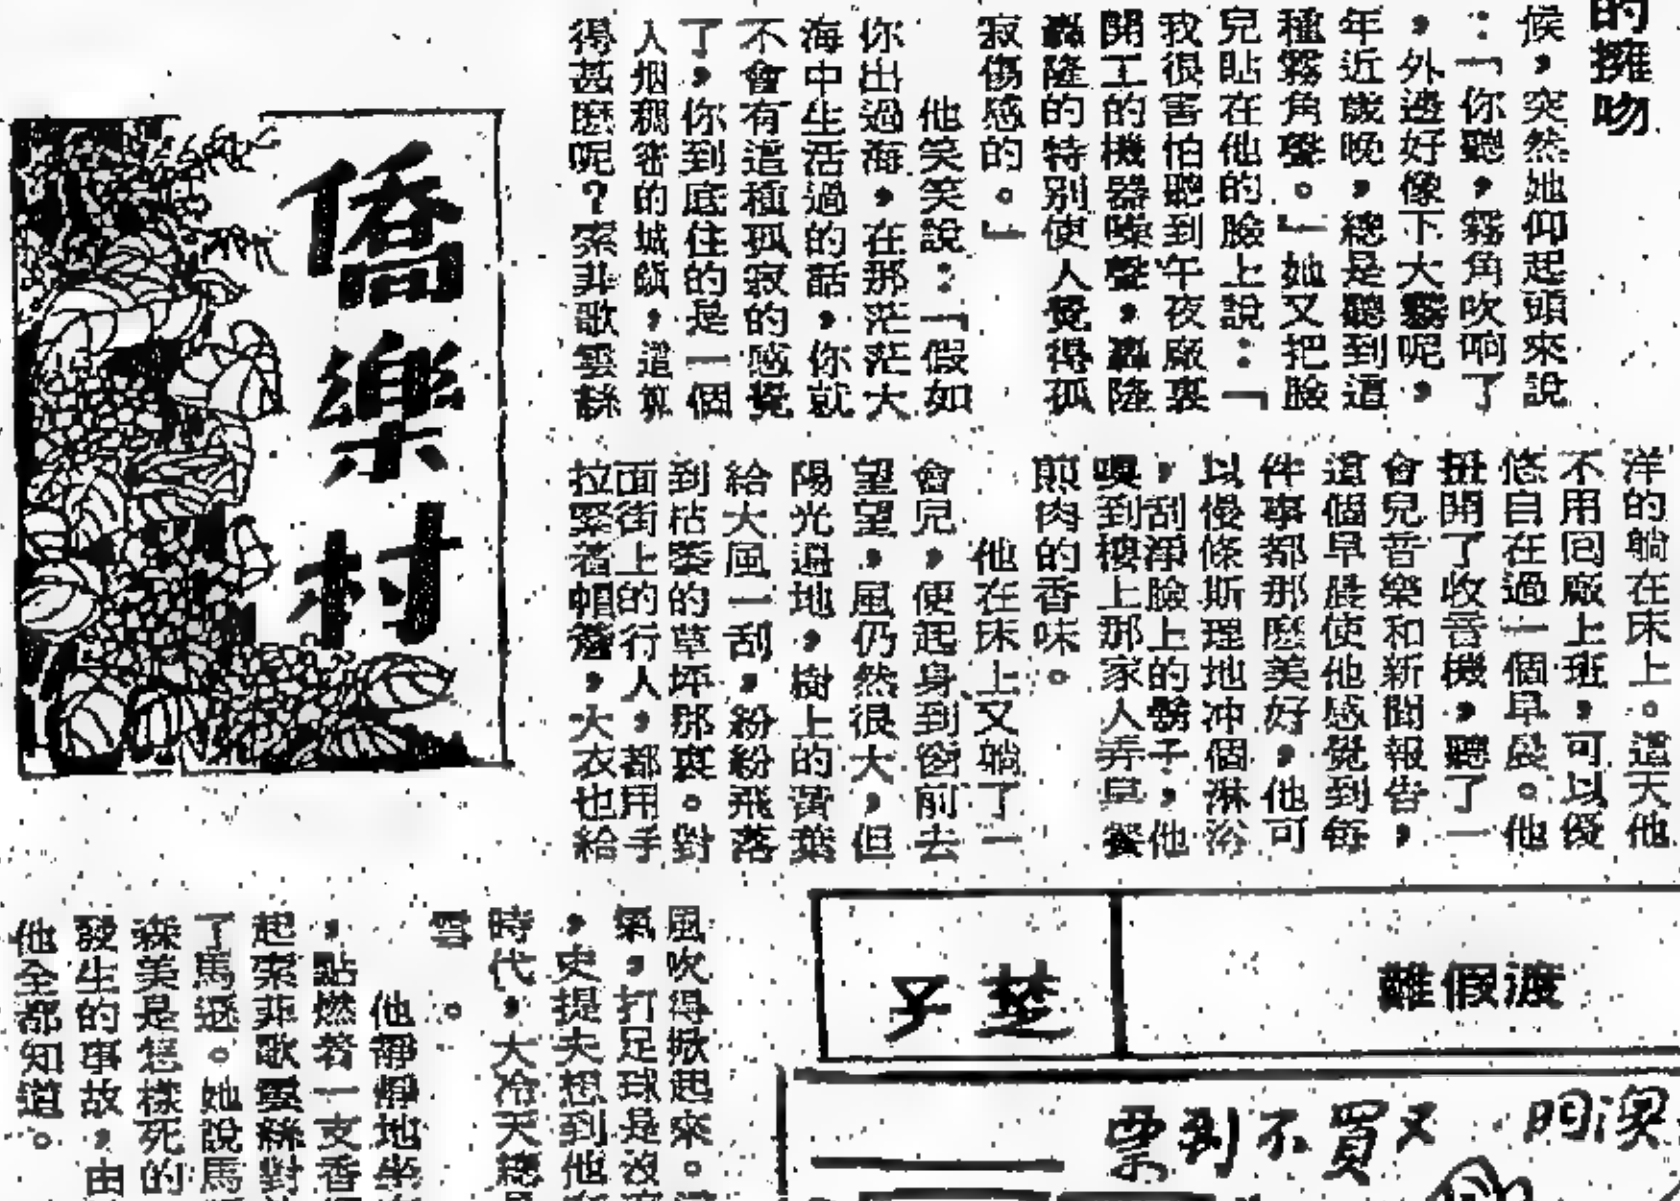 的擁吻
候，突然她仰起頭來說
：「你聽，霧角吹响了
，外邊好像下大霧呢，
年近歲晚，總是聽到這
種霧角聲。」她又把臉
兒貼在他的臉上說：「
我很害怕聽到午夜廠裏
開工的機器噪聲，轟隆
轟隆的特別使人覺得孤
寂傷感的。」
他笑笑說：「假如
你出過海，在那茫茫大
海中生活過的話，你就
不會有這種孤寂的感覺
了，你到底住的是一個
人烟稠密的城鎮，這算
得甚麽呢？索菲歌雲絲
僑樂村
洋的躺在床上。這天他
不用囘廠上班，可以優
悠自在過一個早晨。他
扭開了收音機，聽了一
會兒音樂和新聞報告，
這個早晨使他感覺到每
件事都那麽美好，他可
以慢條斯理地冲個淋浴
，刮淨臉上的鬍子，他
嗅到樓上那家人弄早餐
煎肉的香味。
他在床上又躺了一
會兒，便起身到窗前去
望望，風仍然很大，但
陽光遍地，樹上的黃葉
給大風一刮，紛紛飛落
到枯萎的草坪那裏。對
面街上的行人，都用手
拉緊着帽簷，大衣也給
風吹得揪起來。
氣，打足球是
，史提夫想到他
時代，大冷天總
雪。
他靜靜地坐
，點燃着一支香
起索菲歌雲絲對
了馬遜。她說馬
森美是怎樣死的
發生的事故，由
他全都知道。
渡假難
楚子
澳門
又買不到票